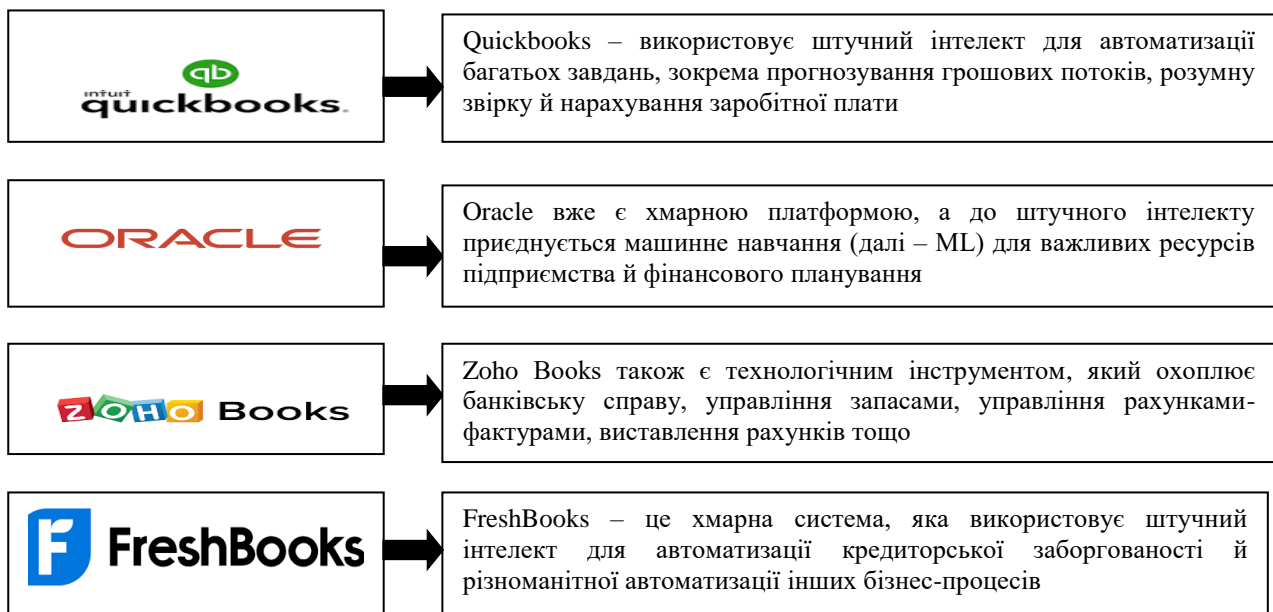 intuit
quickbooks.
Quickbooks – використовує штучний інтелект для автоматизації
багатьох завдань, зокрема прогнозування грошових потоків, розумну
звірку й нарахування заробітної плати
ORACLE
Oracle вже є хмарною платформою, а до штучного інтелекту
приєднується машинне навчання (далі – ML) для важливих ресурсів
підприємства й фінансового планування
ZOHO Books
Zoho Books також є технологічним інструментом, який охоплює
банківську справу, управління запасами, управління рахунками-
фактурами, виставлення рахунків тощо
FreshBooks
FreshBooks – це хмарна система, яка використовує штучний
інтелект для автоматизації кредиторської заборгованості й
різноманітної автоматизації інших бізнес-процесів